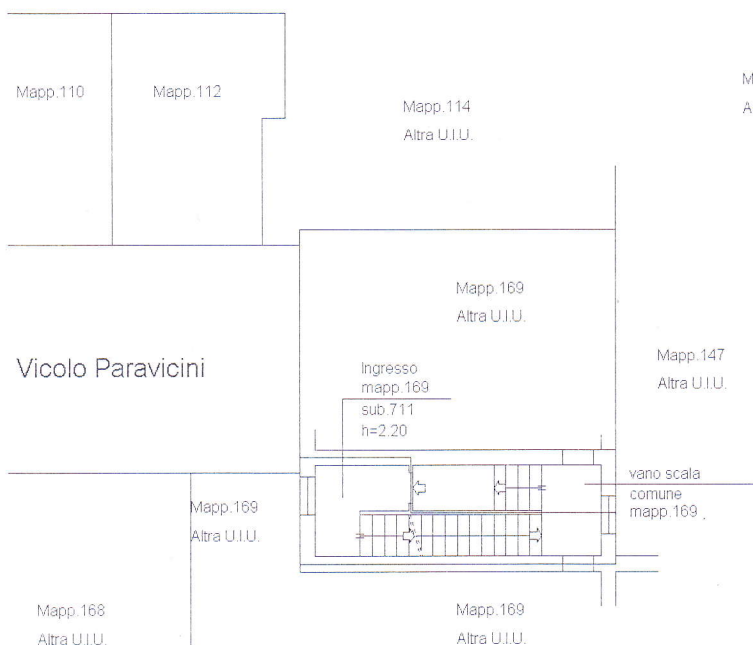 Mapp.110
Mapp.112
Mapp.114
Altra U.I.U.
M
A
Mapp.169
Altra U.I.U.
Mapp.147
Altra U.I.U.
Vicolo Paravicini
Ingresso
mapp.169
sub.711
h=2.20
vano scala
comune
mapp.169
Mapp.169
Altra U.I.U.
Mapp.168
Altra U.I.U.
Mapp.169
Altra U.I.U.